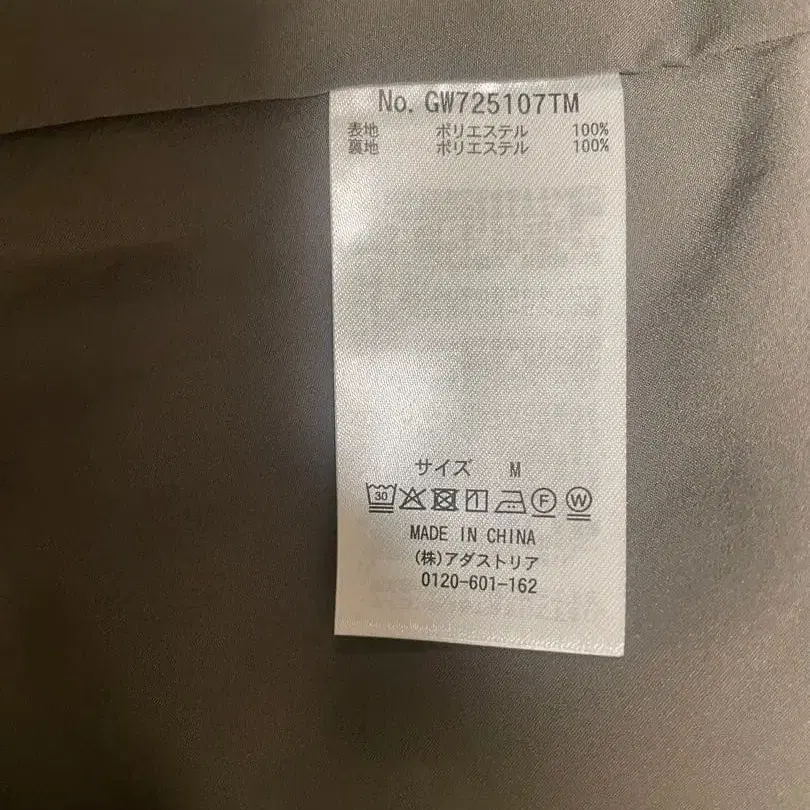 No. GW725107TM
表地 ポリエステル 100%
裏地 ポリエステル 100%
サイズ M
30 F W
MADE IN CHINA
(株)アダストリア
0120-601-162